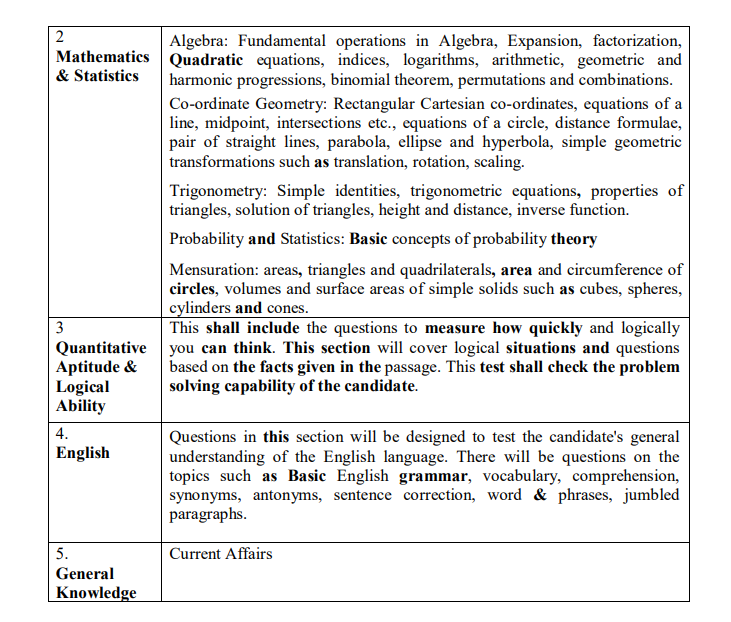 2
Mathematics
& Statistics
Algebra: Fundamental operations in Algebra, Expansion, factorization,
Quadratic equations, indices, logarithms, arithmetic, geometric and
harmonic progressions, binomial theorem, permutations and combinations.
Co-ordinate Geometry: Rectangular Cartesian co-ordinates, equations of a
line, midpoint, intersections etc., equations of a circle, distance formulae,
pair of straight lines, parabola, ellipse and hyperbola, simple geometric
transformations such as translation, rotation, scaling.
Trigonometry: Simple identities, trigonometric equations, properties of
triangles, solution of triangles, height and distance, inverse function.
Probability and Statistics: Basic concepts of probability theory
Mensuration: areas, triangles and quadrilaterals, area and circumference of
circles, volumes and surface areas of simple solids such as cubes, spheres,
cylinders and cones.
3
Quantitative
Aptitude &
Logical
Ability
This shall include the questions to measure how quickly and logically
you can think. This section will cover logical situations and questions
based on the facts given in the passage. This test shall check the problem
solving capability of the candidate.
4.
English
Questions in this section will be designed to test the candidate's general
understanding of the English language. There will be questions on the
topics such as Basic English grammar, vocabulary, comprehension,
synonyms, antonyms, sentence correction, word & phrases, jumbled
paragraphs.
5.
General
Knowledge
Current Affairs